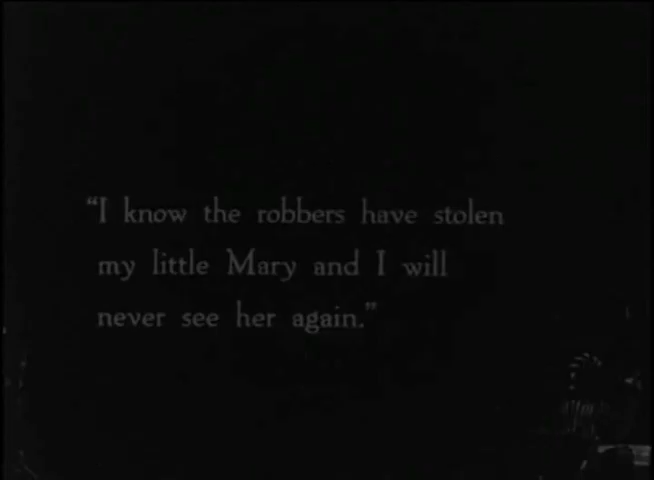 “I know the robbers have stolen
my little Mary and I will
never see her again.”